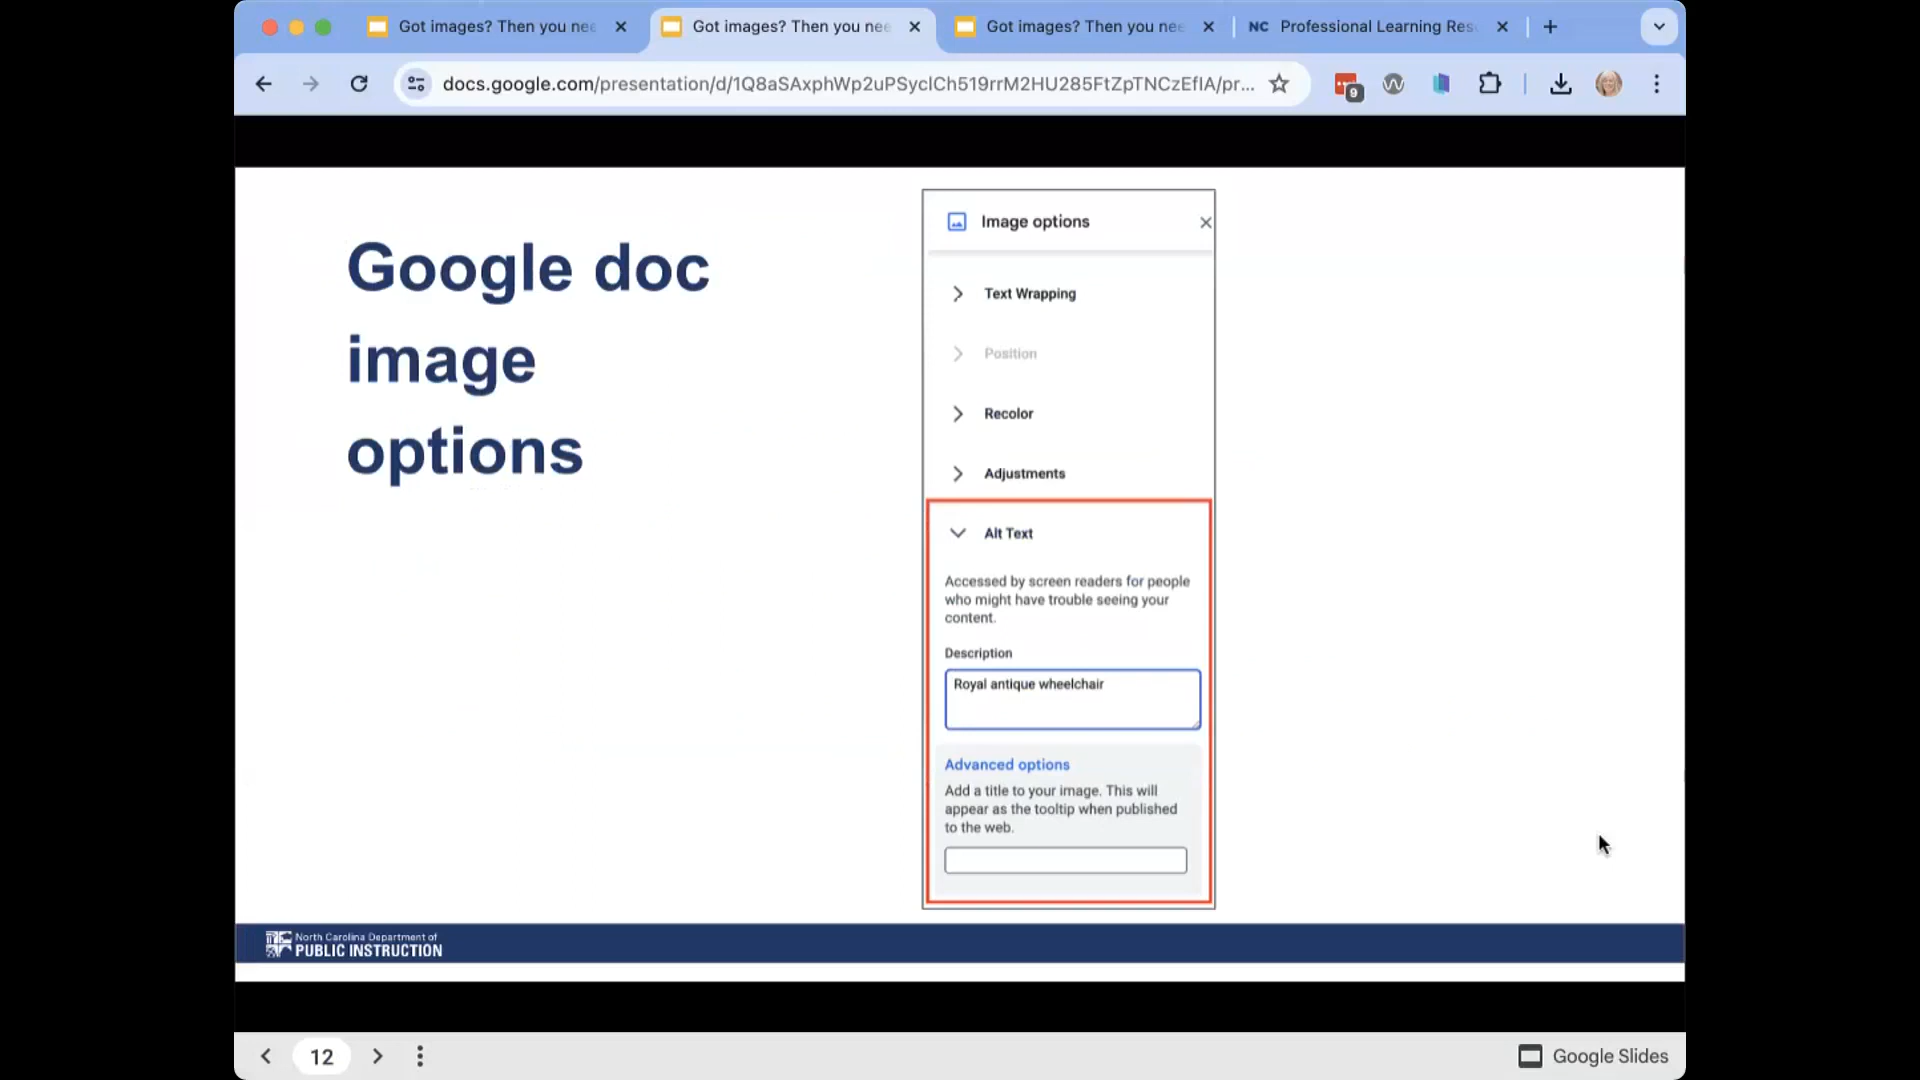 Got images? Then you nee
Got images? Then you nee
Got images? Then you nee
NC Professional Learning Res
docs.google.com/presentation/d/1Q8aSAxphWp2uPSyclCh519rrM2HU285FtZpTNCzEfIA/pr...
9
Google doc
image
options
Image options
Text Wrapping
Position
Recolor
Adjustments
Alt Text
Accessed by screen readers for people
who might have trouble seeing your
content.
Description
Royal antique wheelchair
Advanced options
Add a title to your image. This will
appear as the tooltip when published
to the web.
North Carolina Department of
PUBLIC INSTRUCTION
12
Google Slides